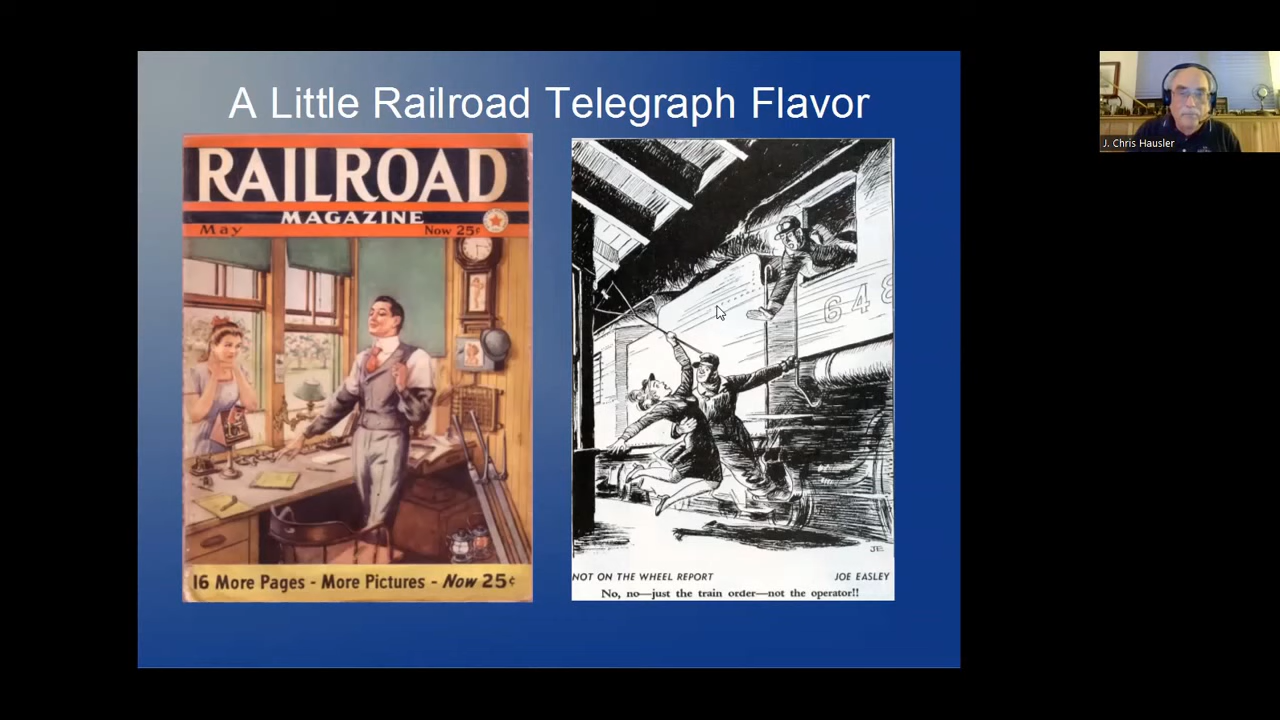 A Little Railroad Telegraph Flavor
RAILROAD
MAGAZINE
May
Now 25¢
16 More Pages - More Pictures - Now 25¢
648
JE
NOT ON THE WHEEL REPORT
JOE EASLEY
No, no—just the train order—not the operator!!
J. Chris Hausler